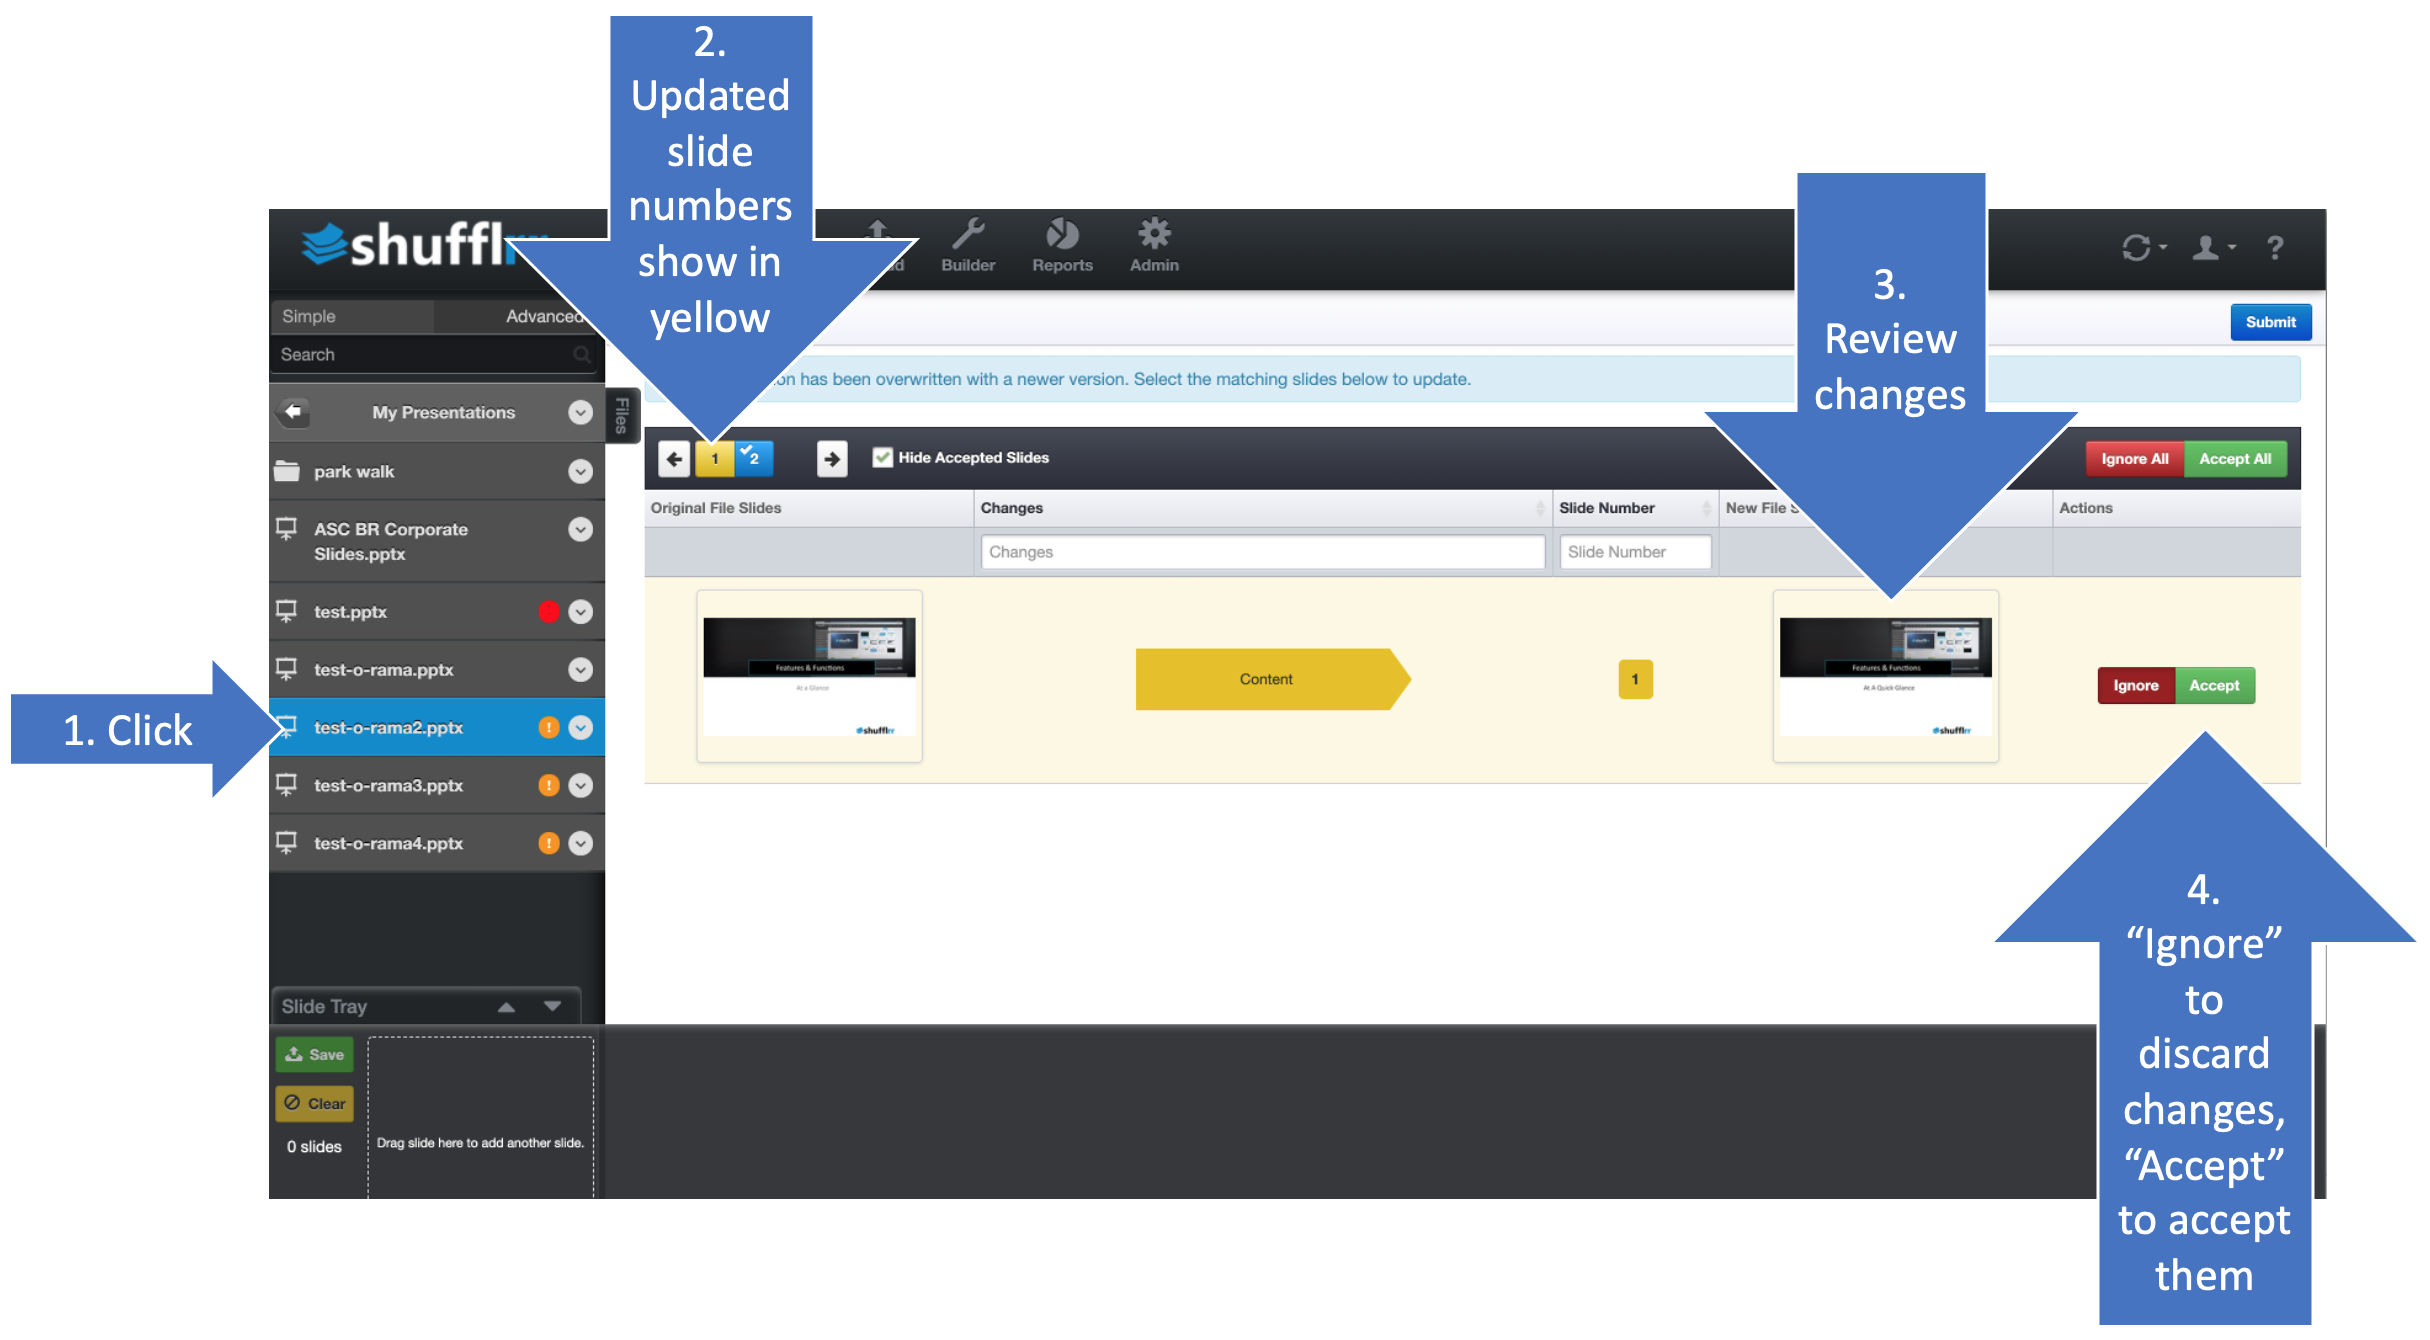 2.
Updated
slide
numbers
show in
yellow
shufflrr
Builder
Reports
Admin
?
3.
Review
changes
Simple
Advanced
Submit
Search
has been overwritten with a newer version. Select the matching slides below to update.
Files
My Presentations
1
2
Hide Accepted Slides
Ignore All
Accept All
park walk
Original File Slides
Changes
Slide Number
New File
Actions
ASC BR Corporate
Slides.pptx
Changes
Slide Number
test.pptx
test-o-rama.pptx
Features & Functions
At a Glance
shufflrr
Content
1
Features & Functions
At A Quick Glance
shufflrr
Ignore
Accept
1. Click
test-o-rama2.pptx
!
test-o-rama3.pptx
!
test-o-rama4.pptx
!
4.
“Ignore”
to
discard
changes,
“Accept”
to accept
them
Slide Tray
Save
Clear
0 slides
Drag slide here to add another slide.